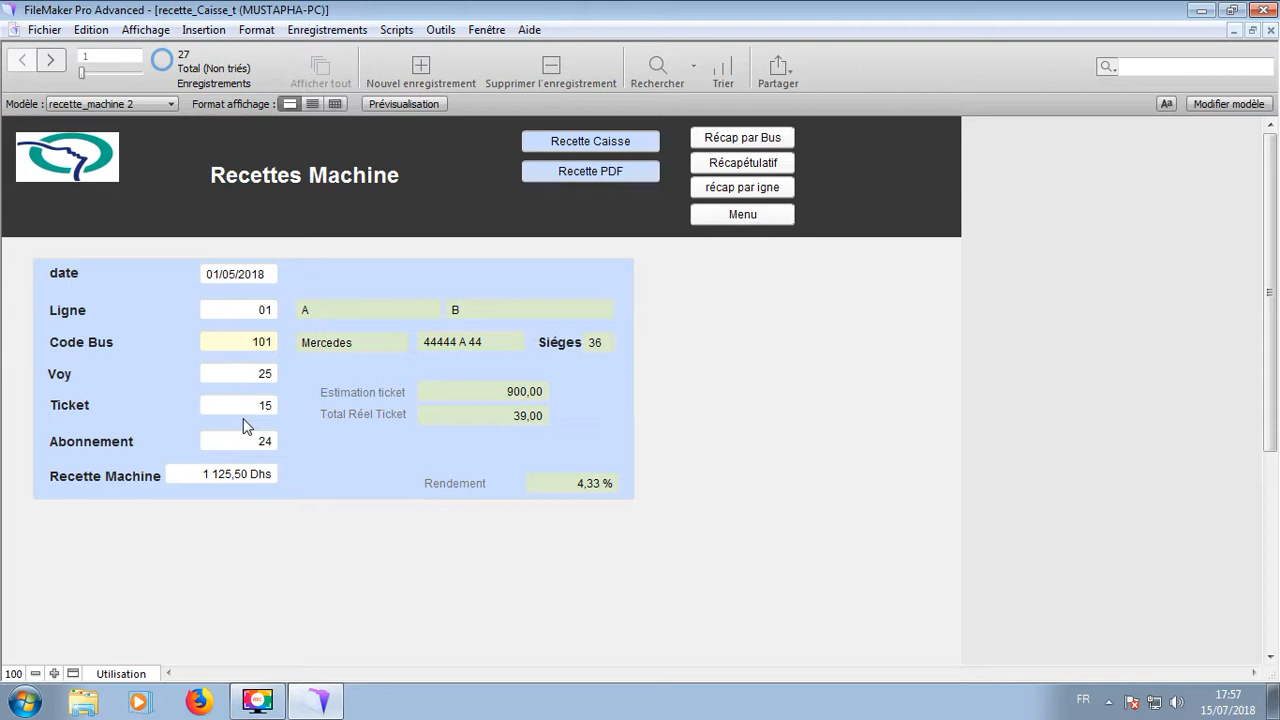 FileMaker Pro Advanced - [recette_Caisse_t (MUSTAPHA-PC)]
Fichier Edition Affichage Insertion Format Enregistrements Scripts Outils Fenêtre Aide
1
27
Total (Non triés)
Enregistrements
Afficher tout
Nouvel enregistrement
Supprimer l'enregistrement
Rechercher
Trier
Partager
Modèle : recette_machine 2
Format affichage :
Prévisualisation
Aa
Modifier modèle
Recettes Machine
Recette Caisse
Recette PDF
Récap par Bus
Récapétulatif
récap par igne
Menu
date 01/05/2018
Ligne 01 A B
Code Bus 101 Mercedes 44444 A 44 Siéges 36
Voy 25
Estimation ticket 900,00
Ticket 15
Total Réel Ticket 39,00
Abonnement 24
Recette Machine 1 125,50 Dhs
Rendement 4,33 %
100
Utilisation
FR
17:57
15/07/2018